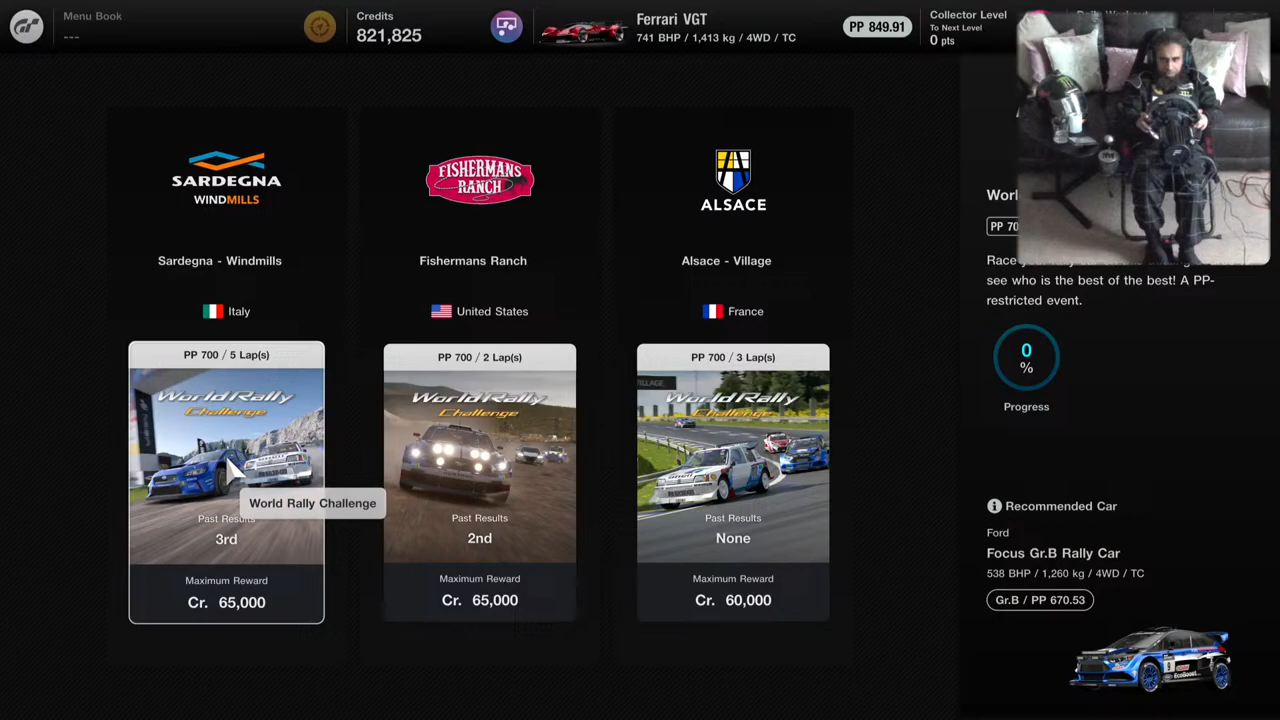 Menu Book
---
Credits
821,825
Ferrari VGT
741 BHP / 1,413 kg / 4WD / TC
PP 849.91
Collector Level
To Next Level
0 pts
SARDEGNA
WINDMILLS
Sardegna - Windmills
Italy
PP 700 / 5 Lap(s)
World Rally
Challenge
World Rally Challenge
Past Results
3rd
Maximum Reward
Cr. 65,000
FISHERMANS
RANCH
Fishermans Ranch
United States
PP 700 / 2 Lap(s)
World Rally
Challenge
Past Results
2nd
Maximum Reward
Cr. 65,000
ALSACE
Alsace - Village
France
PP 700 / 3 Lap(s)
World Rally
Challenge
Past Results
None
Maximum Reward
Cr. 60,000
see who is the best of the best! A PP-
restricted event.
0
%
Progress
Recommended Car
Ford
Focus Gr.B Rally Car
538 BHP / 1,260 kg / 4WD / TC
Gr.B / PP 670.53